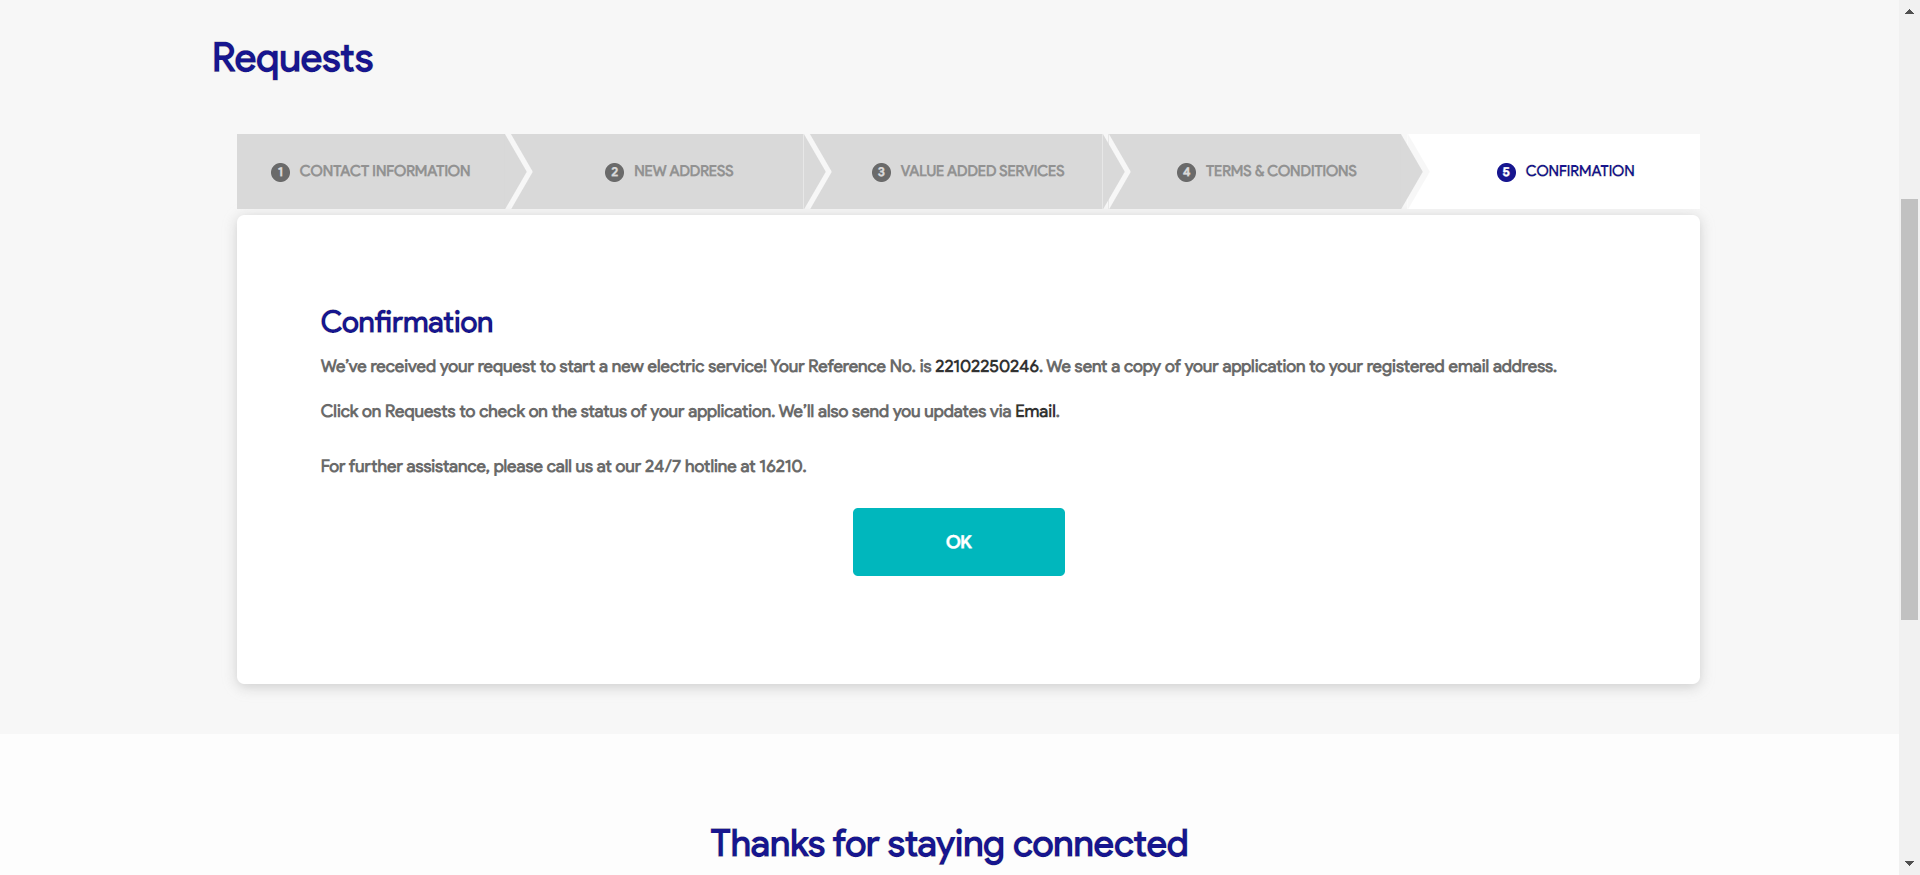 Requests
1 CONTACT INFORMATION 2 NEW ADDRESS 3 VALUE ADDED SERVICES 4 TERMS & CONDITIONS 5 CONFIRMATION
Confirmation
We've received your request to start a new electric service! Your Reference No. is 22102250246. We sent a copy of your application to your registered email address.
Click on Requests to check on the status of your application. We'll also send you updates via Email.
For further assistance, please call us at our 24/7 hotline at 16210.
OK
Thanks for staying connected